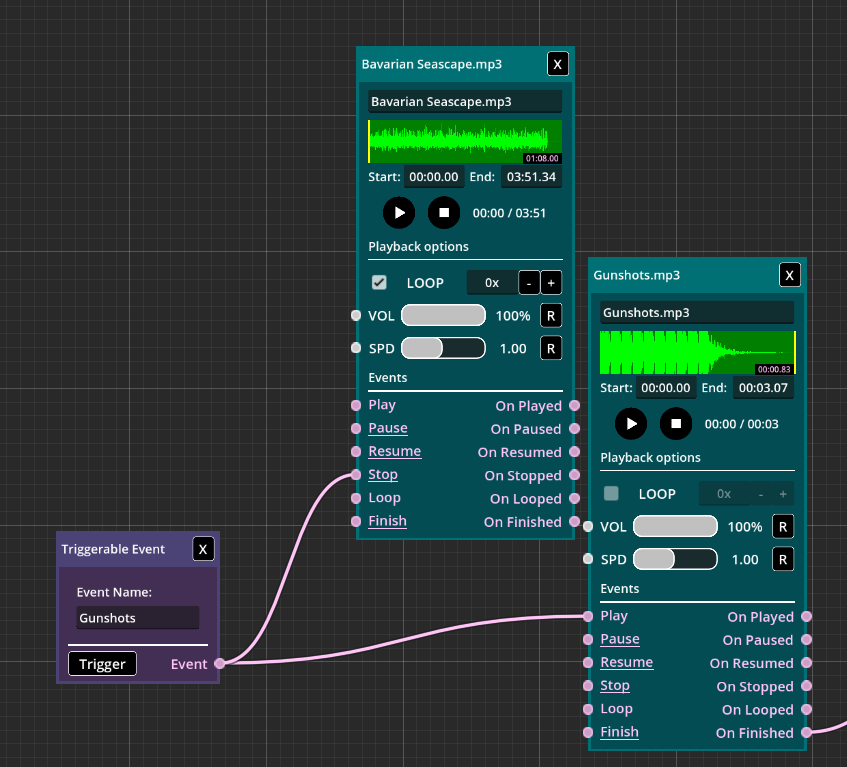 Bavarian Seascape.mp3 X
Bavarian Seascape.mp3
01:08.00
Start: 00:00.00 End: 03:51.34
00:00 / 03:51
Playback options
LOOP 0x - +
VOL 100% R
SPD 1.00 R
Events
Play On Played
Pause On Paused
Resume On Resumed
Stop On Stopped
Loop On Looped
Finish On Finished
Gunshots.mp3 X
Gunshots.mp3
00:00.83
Start: 00:00.00 End: 00:03.07
00:00 / 00:03
Playback options
LOOP 0x - +
VOL 100% R
SPD 1.00 R
Events
Play On Played
Pause On Paused
Resume On Resumed
Stop On Stopped
Loop On Looped
Finish On Finished
Triggerable Event X
Event Name:
Gunshots
Trigger Event